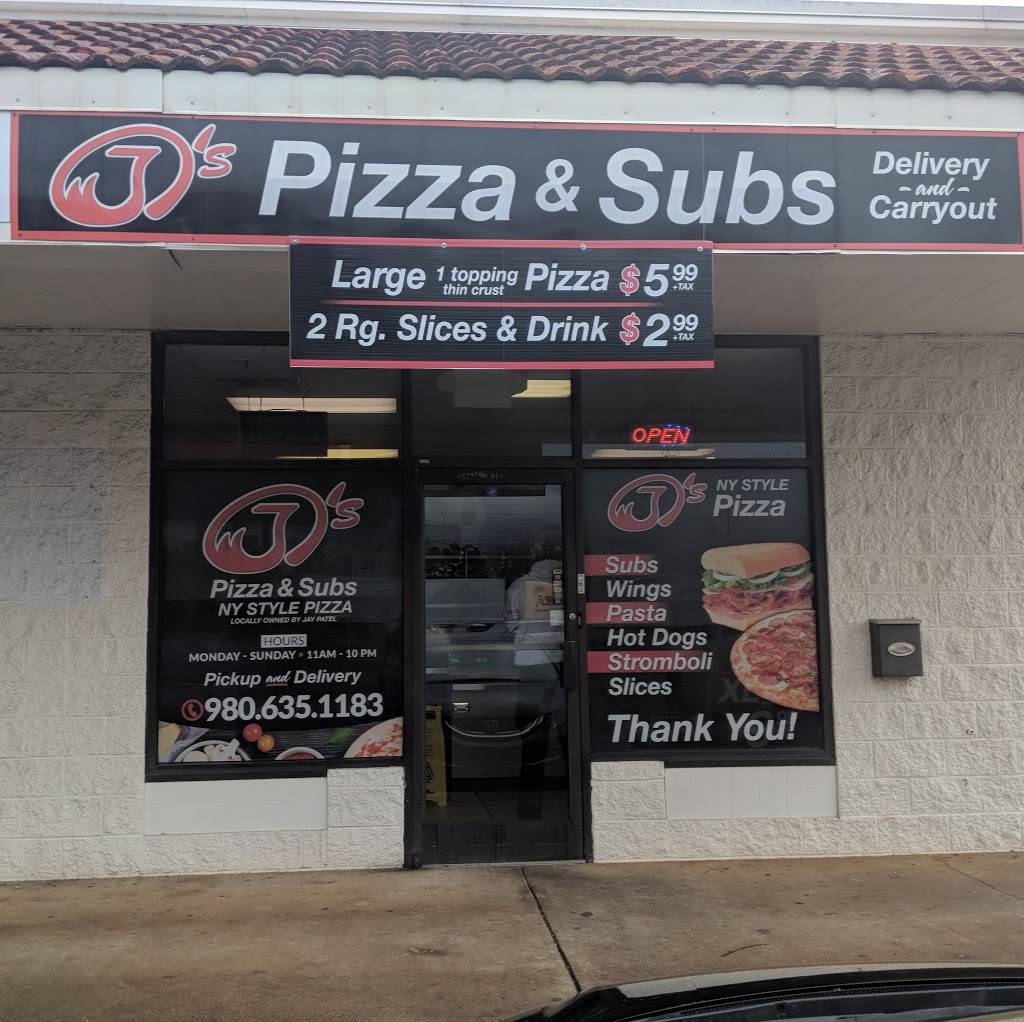 J's Pizza & Subs
Delivery
- and -
Carryout
Large 1 topping thin crust Pizza $5.99 +TAX
2 Rg. Slices & Drink $2.99 +TAX
OPEN
J's
Pizza & Subs
NY STYLE PIZZA
LOCALLY OWNED BY JAY PATEL
HOURS
MONDAY - SUNDAY • 11AM - 10 PM
Pickup and Delivery
980.635.1183
J's
NY STYLE
Pizza
Subs
Wings
Pasta
Hot Dogs
Stromboli
Slices
Thank You!